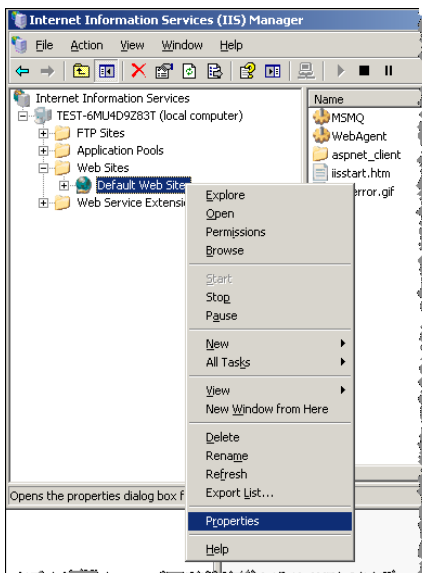 Internet Information Services (IIS) Manager
File Action View Window Help
Internet Information Services
TEST-6MU4D9Z83T (local computer)
FTP Sites
Application Pools
Web Sites
Default Web Site
Web Service Extensi
Name
MSMQ
WebAgent
aspnet_client
iisstart.htm
error.gif
Explore
Open
Permissions
Browse
Start
Stop
Pause
New
All Tasks
View
New Window from Here
Delete
Rename
Refresh
Export List...
Properties
Help
Opens the properties dialog box f